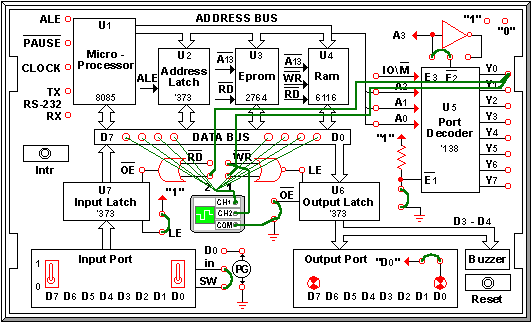 ALE
PAUSE
CLOCK
TX
RS-232
RX
U1
Micro -
Processor
8085
ADDRESS BUS
U2
Address
Latch
'373
ALE
U3
Eprom
2764
A13
RD
U4
Ram
6116
A13
WR
RD
A3
"1"
"0"
IO\M
A2
A1
A0
E3 E2
U5
Port
Decoder
'138
E1
"1"
Y0
Y1
Y2
Y3
Y4
Y5
Y6
Y7
D7 DATA BUS D0
Intr
OE
RD
WR
LE
U7
Input Latch
'373
"1"
LE
2 1
CH1
CH2
COM
OE
U6
Output Latch
'373
D3 - D4
Buzzer
Reset
Input Port
1
0
D7 D6 D5 D4 D3 D2 D1 D0
D0
in
SW
PG
Output Port
"D0"
D7 D6 D5 D4 D3 D2 D1 D0